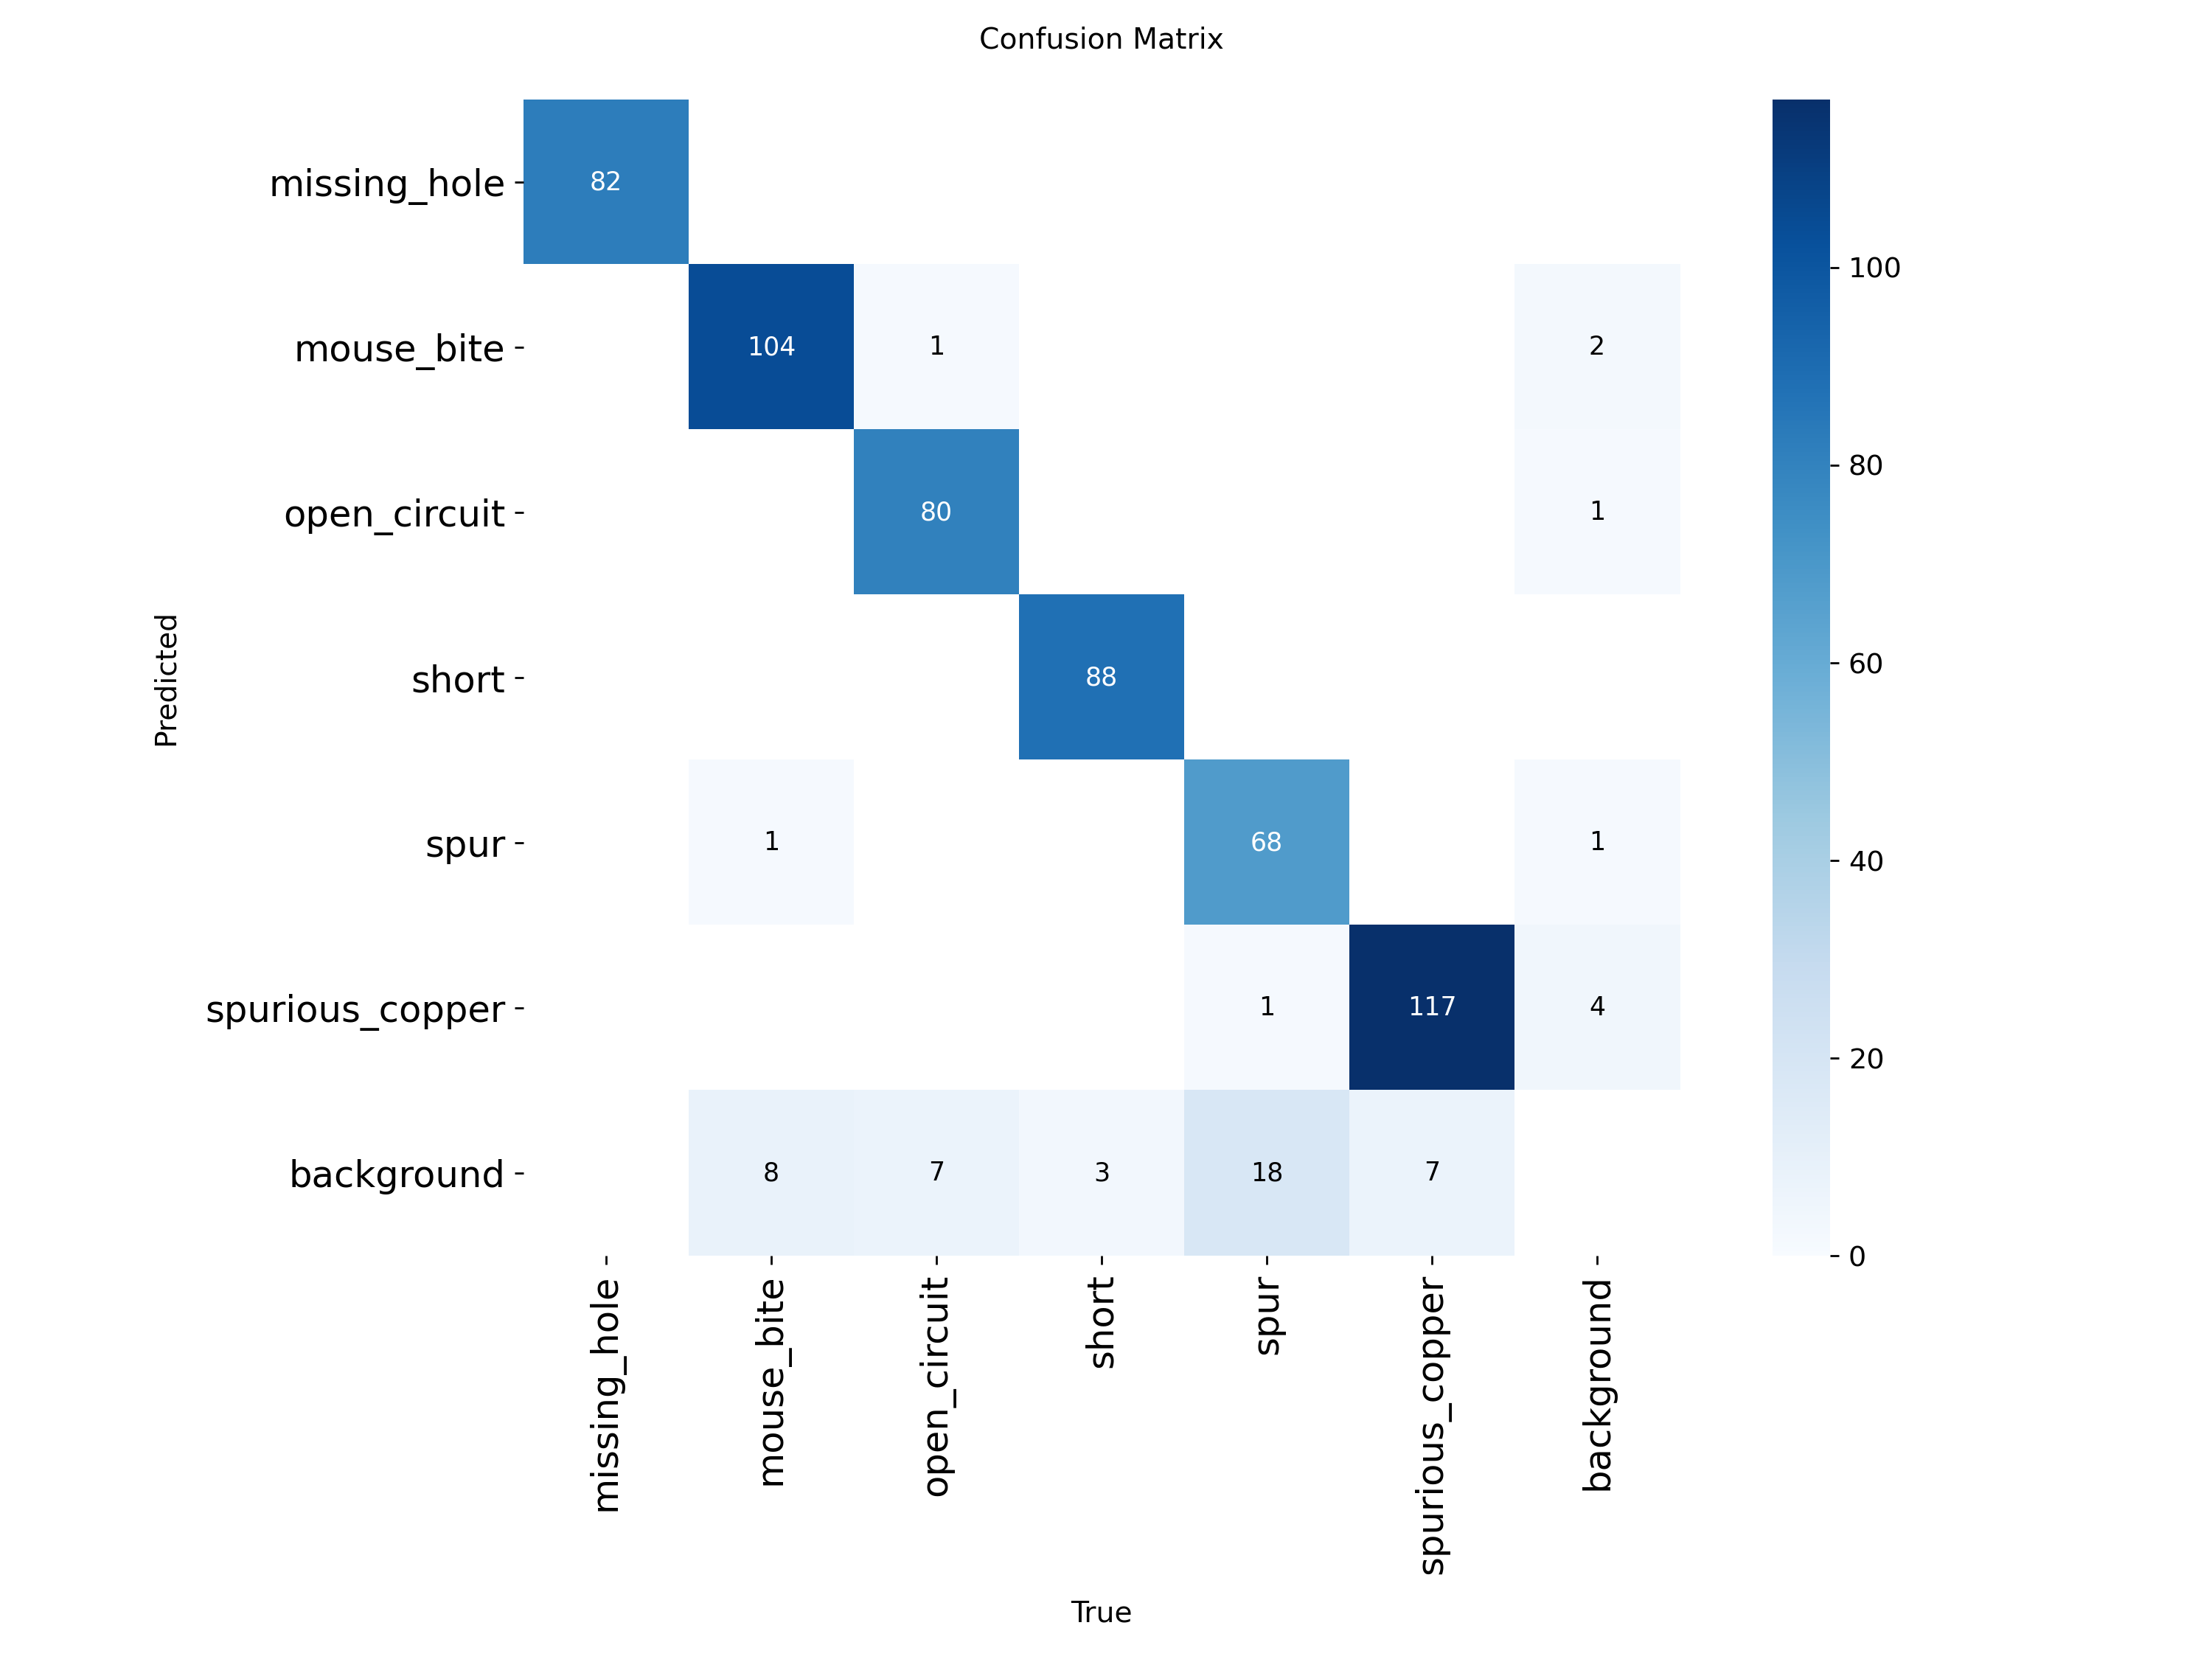 Confusion Matrix
Predicted
missing_hole
mouse_bite
open_circuit
short
spur
spurious_copper
background
82
104 1 2
80 1
88
1 68 1
1 117 4
8 7 3 18 7
100
80
60
40
20
0
missing_hole
mouse_bite
open_circuit
short
spur
spurious_copper
background
True